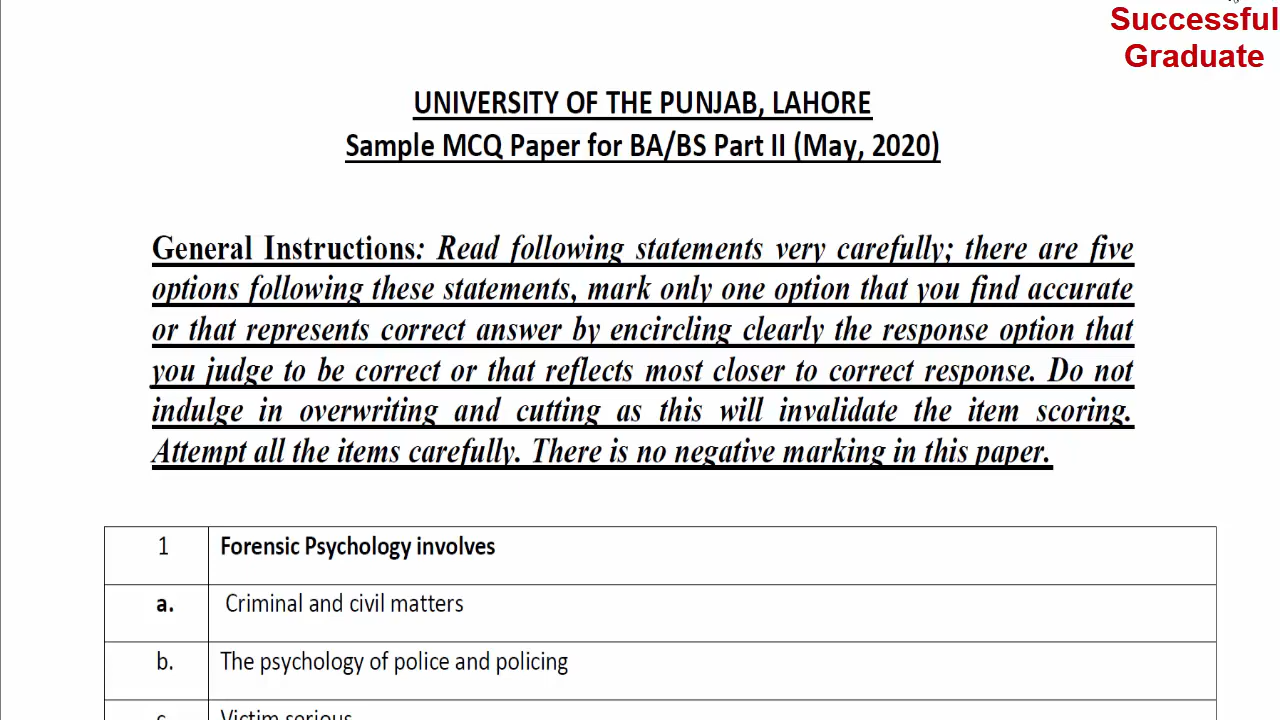 Successful
Graduate
UNIVERSITY OF THE PUNJAB, LAHORE
Sample MCQ Paper for BA/BS Part II (May, 2020)
General Instructions: Read following statements very carefully; there are five
options following these statements, mark only one option that you find accurate
or that represents correct answer by encircling clearly the response option that
you judge to be correct or that reflects most closer to correct response. Do not
indulge in overwriting and cutting as this will invalidate the item scoring.
Attempt all the items carefully. There is no negative marking in this paper.
1 Forensic Psychology involves
a. Criminal and civil matters
b. The psychology of police and policing
c. Victim serious